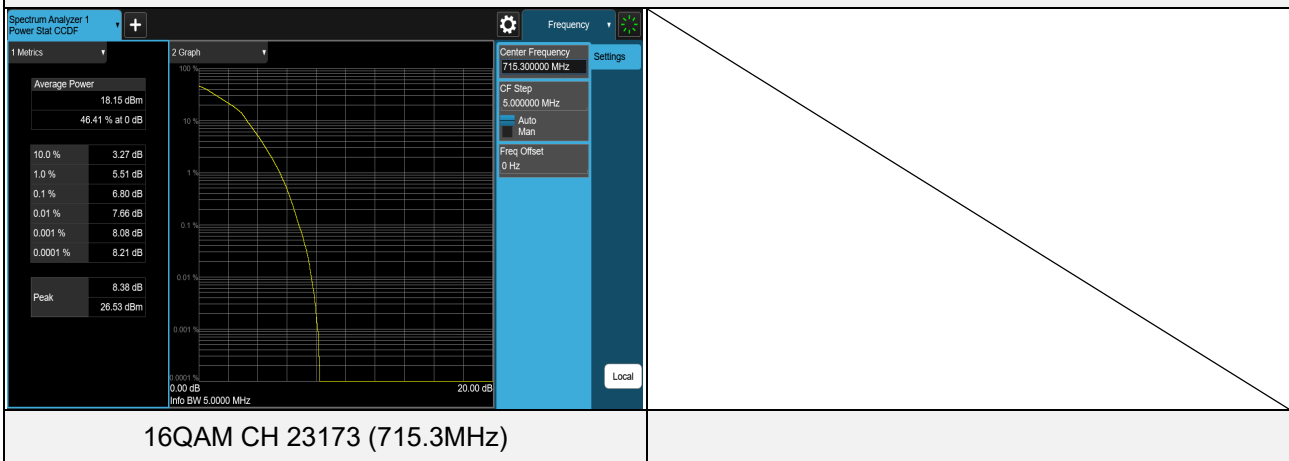 Spectrum Analyzer 1
Power Stat CCDF
+
Frequency
1 Metrics
2 Graph
Average Power
18.15 dBm
46.41 % at 0 dB
10.0 % 3.27 dB
1.0 % 5.51 dB
0.1 % 6.80 dB
0.01 % 7.66 dB
0.001 % 8.08 dB
0.0001 % 8.21 dB
Peak
8.38 dB
26.53 dBm
100 %
10 %
1 %
0.1 %
0.01 %
0.001 %
0.0001 %
0.00 dB
20.00 dB
Info BW 5.0000 MHz
Center Frequency
715.300000 MHz
Settings
CF Step
5.000000 MHz
Auto
Man
Freq Offset
0 Hz
Local
16QAM CH 23173 (715.3MHz)